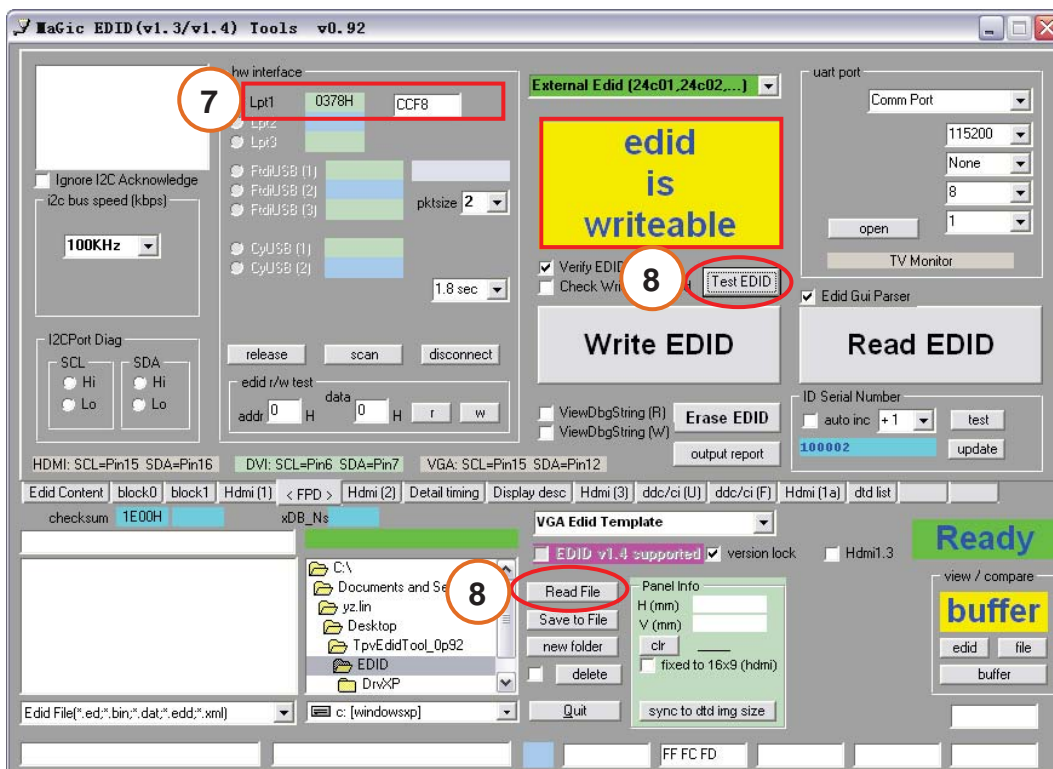 MaGic EDID(v1.3/v1.4) Tools v0.92
hw interface
7
Lpt1 0378H CCF8
Lpt2
Lpt3
FtdiUSB (1)
FtdiUSB (2)
FtdiUSB (3)
pktsize 2
CyUSB (1)
CyUSB (2)
1.8 sec
Ignore I2C Acknowledge
i2c bus speed (kbps)
100KHz
I2CPort Diag
SCL SDA
Hi Hi
Lo Lo
release scan disconnect
edid r/w test
addr 0 H data 0 H r w
External Edid (24c01,24c02,...)
edid
is
writeable
Verify EDID
Check Wri
8
Test EDID
Write EDID
ViewDbgString (R)
ViewDbgString (W)
Erase EDID
output report
uart port
Comm Port
115200
None
8
1
open
TV Monitor
Edid Gui Parser
Read EDID
ID Serial Number
auto inc +1 test
100002 update
HDMI: SCL=Pin15 SDA=Pin16 DVI: SCL=Pin6 SDA=Pin7 VGA: SCL=Pin15 SDA=Pin12
Edid Content block0 block1 Hdmi (1) < FPD > Hdmi (2) Detail timing Display desc Hdmi (3) ddc/ci (U) ddc/ci (F) Hdmi (1a) dtd list
checksum 1E00H xDB_Ns
C:\
Documents and Se
yz.lin
Desktop
TpvEdidTool_0p92
EDID
DrvXP
Edid File(*.ed;*.bin;*.dat;*.edd;*.xml)
c: [windowsxp]
VGA Edid Template
EDID v1.4 supported version lock Hdmi1.3
8
Read File
Save to File
new folder
delete
Quit
Panel Info
H (mm)
V (mm)
clr
fixed to 16x9 (hdmi)
sync to dtd img size
Ready
view / compare
buffer
edid file
buffer
FF FC FD